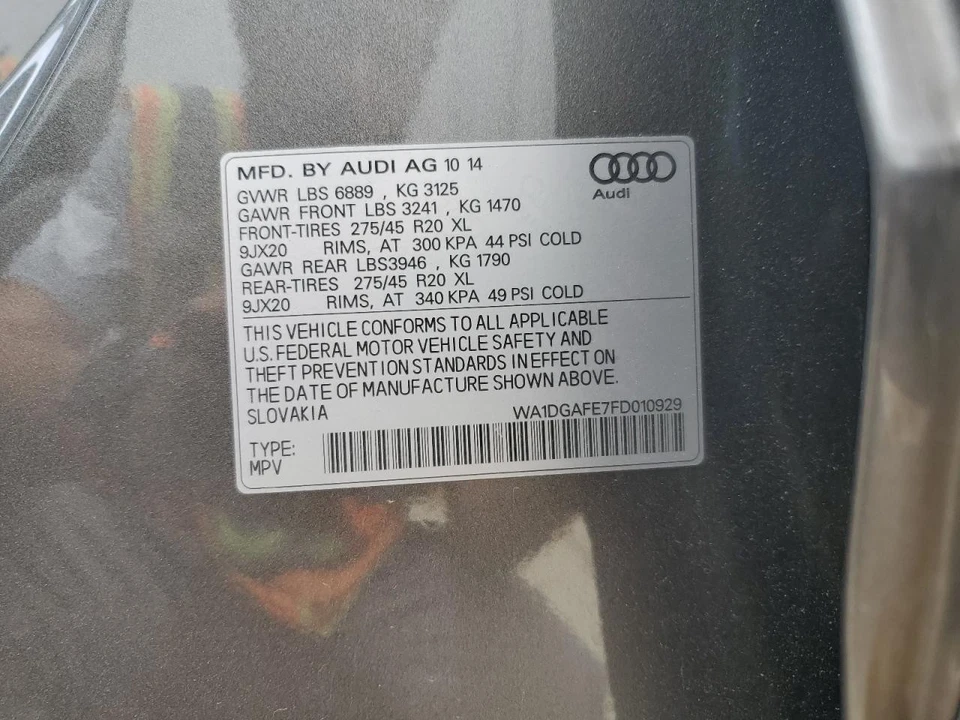 MFD. BY AUDI AG 10 14
Audi
GVWR LBS 6889 , KG 3125
GAWR FRONT LBS 3241 , KG 1470
FRONT-TIRES 275/45 R20 XL
9JX20 RIMS, AT 300 KPA 44 PSI COLD
GAWR REAR LBS3946 , KG 1790
REAR-TIRES 275/45 R20 XL
9JX20 RIMS, AT 340 KPA 49 PSI COLD
THIS VEHICLE CONFORMS TO ALL APPLICABLE
U.S. FEDERAL MOTOR VEHICLE SAFETY AND
THEFT PREVENTION STANDARDS IN EFFECT ON
THE DATE OF MANUFACTURE SHOWN ABOVE.
SLOVAKIA WA1DGAFE7FD010929
TYPE:
MPV